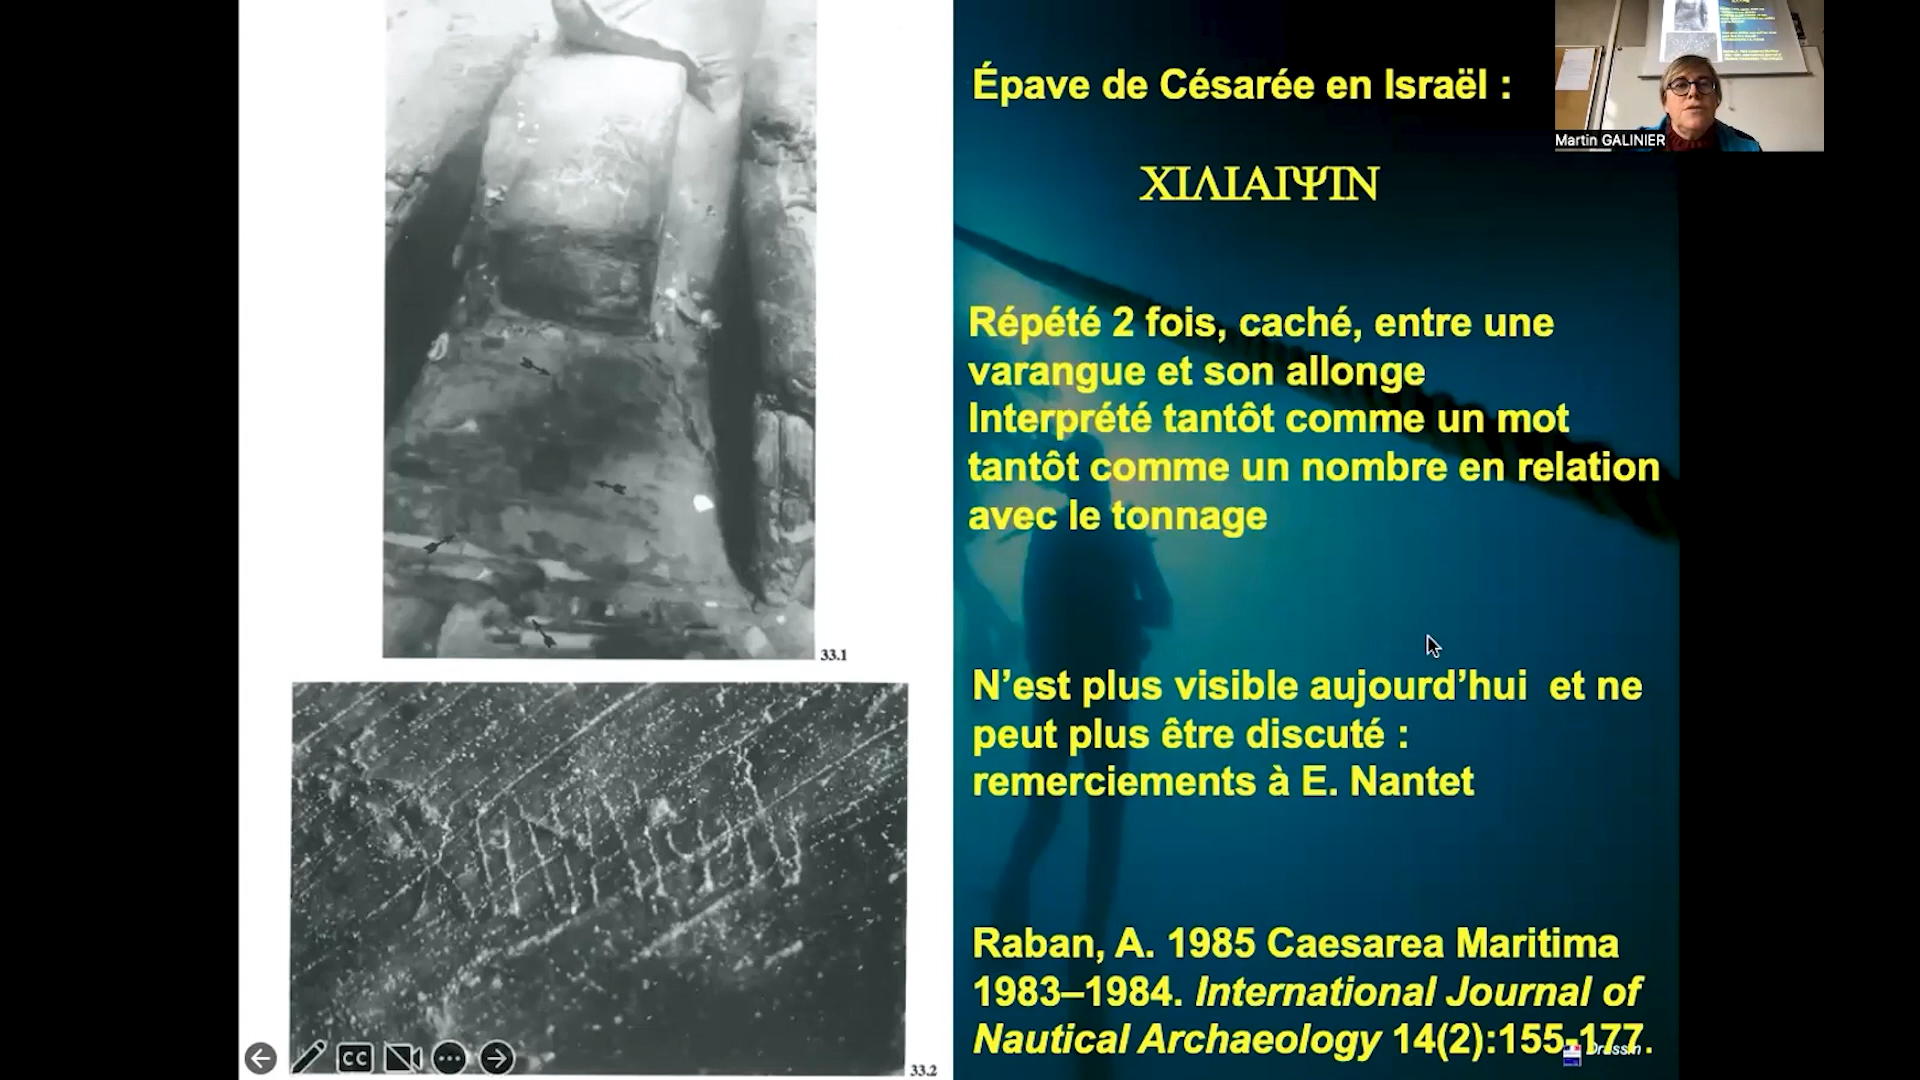 Épave de Césarée en Israël :
ΧΙΛΙΑΙΨΙΝ
Martin GALINIER
Répété 2 fois, caché, entre une
varangue et son allonge
Interprété tantôt comme un mot
tantôt comme un nombre en relation
avec le tonnage
33.1
N’est plus visible aujourd’hui et ne
peut plus être discuté :
remerciements à E. Nantet
Raban, A. 1985 Caesarea Maritima
1983–1984. International Journal of
Nautical Archaeology 14(2):155-177.
Drassm
CC
33.2